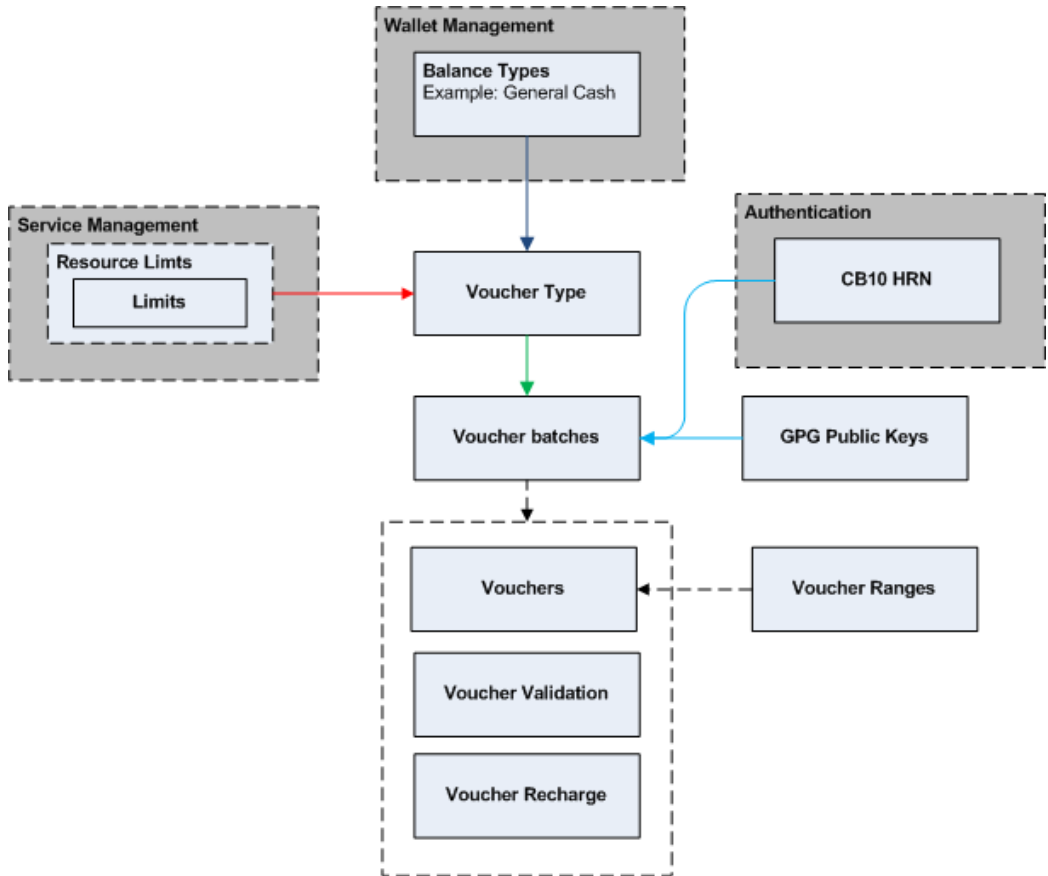 Wallet Management
Balance Types
Example: General Cash
Service Management
Resource Limts
Limits
Voucher Type
Authentication
CB10 HRN
Voucher batches
GPG Public Keys
Vouchers
Voucher Ranges
Voucher Validation
Voucher Recharge